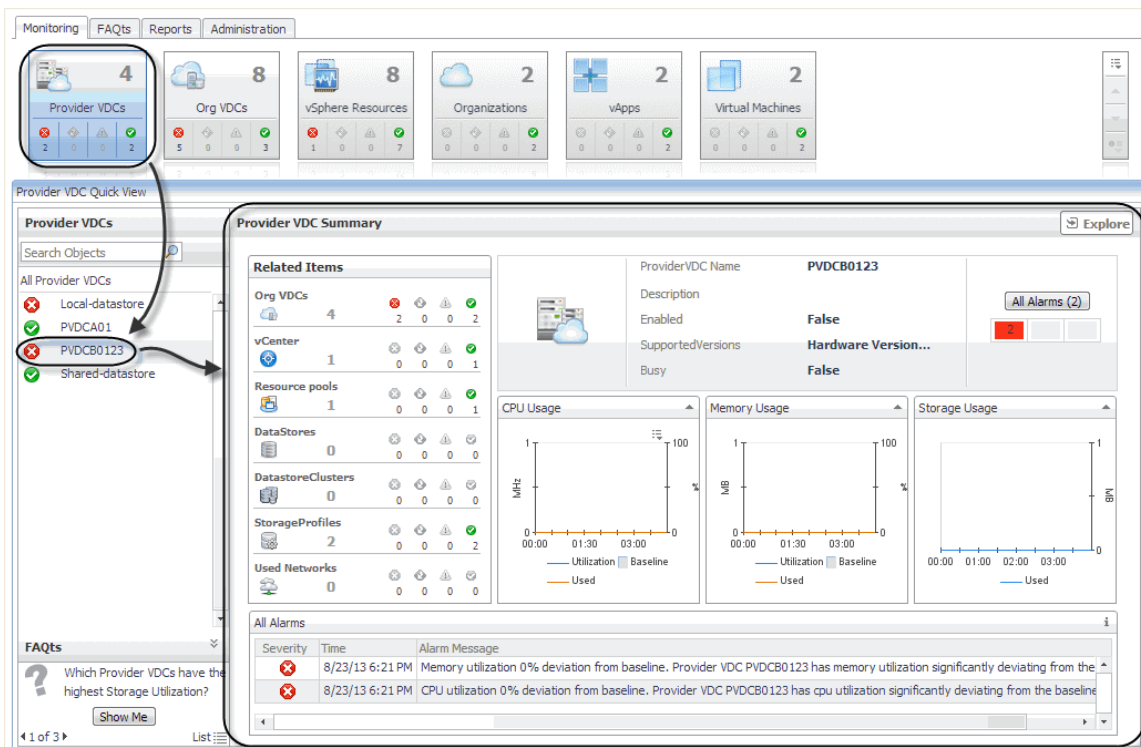 Monitoring FAQts Reports Administration
4 8 8 2 2 2
Provider VDCs Org VDCs vSphere Resources Organizations vApps Virtual Machines
2 0 0 2 5 0 0 3 1 0 0 7 0 0 0 2 0 0 0 2 0 0 0 2
Provider VDC Quick View
Provider VDCs
Search Objects
All Provider VDCs
Local-datastore
PVDCA01
PVDCB0123
Shared-datastore
FAQts
Which Provider VDCs have the
highest Storage Utilization?
Show Me
1 of 3 List
Provider VDC Summary Explore
Related Items
Org VDCs
4 2 0 0 2
vCenter
1 0 0 0 1
Resource pools
1 0 0 0 1
DataStores
0 0 0 0 0
DatastoreClusters
0 0 0 0 0
StorageProfiles
2 0 0 0 2
Used Networks
0 0 0 0 0
ProviderVDC Name PVDCB0123
Description
Enabled False
SupportedVersions Hardware Version...
Busy False
All Alarms (2)
2
CPU Usage
1 100
MHz %
0 0
00:00 01:30 03:00
Utilization Baseline
Used
Memory Usage
1 100
MB %
0 0
00:00 01:30 03:00
Utilization Baseline
Used
Storage Usage
1
MB
0
00:00 01:00 02:00 03:00
Used
All Alarms
Severity Time Alarm Message
8/23/13 6:21 PM Memory utilization 0% deviation from baseline. Provider VDC PVDCB0123 has memory utilization significantly deviating from the
8/23/13 6:21 PM CPU utilization 0% deviation from baseline. Provider VDC PVDCB0123 has cpu utilization significantly deviating from the baseline